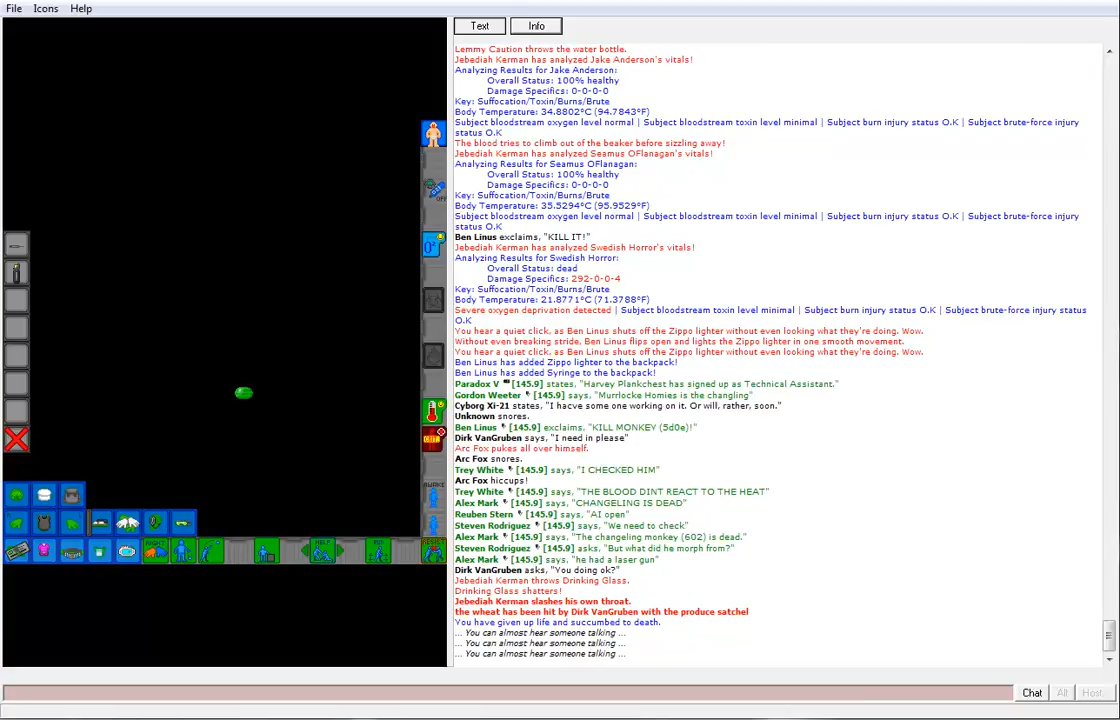 File Icons Help
Text Info
Lemmy Caution throws the water bottle.
Jebediah Kerman has analyzed Jake Anderson's vitals!
Analyzing Results for Jake Anderson:
Overall Status: 100% healthy
Damage Specifics: 0-0-0-0
Key: Suffocation/Toxin/Burns/Brute
Body Temperature: 34.8802°C (94.7843°F)
Subject bloodstream oxygen level normal | Subject bloodstream toxin level minimal | Subject burn injury status O.K | Subject brute-force injury
status O.K
The blood tries to climb out of the beaker before sizzling away!
Jebediah Kerman has analyzed Seamus OFlanagan's vitals!
Analyzing Results for Seamus OFlanagan:
Overall Status: 100% healthy
Damage Specifics: 0-0-0-0
Key: Suffocation/Toxin/Burns/Brute
Body Temperature: 35.5294°C (95.9529°F)
Subject bloodstream oxygen level normal | Subject bloodstream toxin level minimal | Subject burn injury status O.K | Subject brute-force injury
status O.K
Ben Linus exclaims, "KILL IT!"
Jebediah Kerman has analyzed Swedish Horror's vitals!
Analyzing Results for Swedish Horror:
Overall Status: dead
Damage Specifics: 292-0-0-4
Key: Suffocation/Toxin/Burns/Brute
Body Temperature: 21.8771°C (71.3788°F)
Severe oxygen deprivation detected | Subject bloodstream toxin level minimal | Subject burn injury status O.K | Subject brute-force injury status
O.K
You hear a quiet click, as Ben Linus shuts off the Zippo lighter without even looking what they're doing. Wow.
Without even breaking stride, Ben Linus flips open and lights the Zippo lighter in one smooth movement.
You hear a quiet click, as Ben Linus shuts off the Zippo lighter without even looking what they're doing. Wow.
Ben Linus has added Zippo lighter to the backpack!
Ben Linus has added Syringe to the backpack!
Paradox V [145.9] states, "Harvey Plankchest has signed up as Technical Assistant."
Gordon Weeter [145.9] says, "Murrlocke Homies is the changling"
Cyborg Xi-21 states, "I hacve some one working on it. Or will, rather, soon."
Unknown snores.
Ben Linus [145.9] exclaims, "KILL MONKEY (5d0e)!"
Dirk VanGruben says, "I need in please"
Arc Fox pukes all over himself.
Arc Fox snores.
Trey White [145.9] says, "I CHECKED HIM"
Arc Fox hiccups!
Trey White [145.9] says, "THE BLOOD DINT REACT TO THE HEAT"
Alex Mark [145.9] says, "CHANGELING IS DEAD"
Reuben Stern [145.9] says, "AI open"
Steven Rodriguez [145.9] says, "We need to check"
Alex Mark [145.9] says, "The changeling monkey (602) is dead."
Steven Rodriguez [145.9] asks, "But what did he morph from?"
Alex Mark [145.9] says, "he had a laser gun"
Dirk VanGruben asks, "You doing ok?"
Jebediah Kerman throws Drinking Glass.
Drinking Glass shatters!
Jebediah Kerman slashes his own throat.
the wheat has been hit by Dirk VanGruben with the produce satchel
You have given up life and succumbed to death.
... You can almost hear someone talking ...
... You can almost hear someone talking ...
... You can almost hear someone talking ...
OFF
0²
CRIT
AWAKE
RIGHT
HELP
RUN
RESIST
Chat All Host...